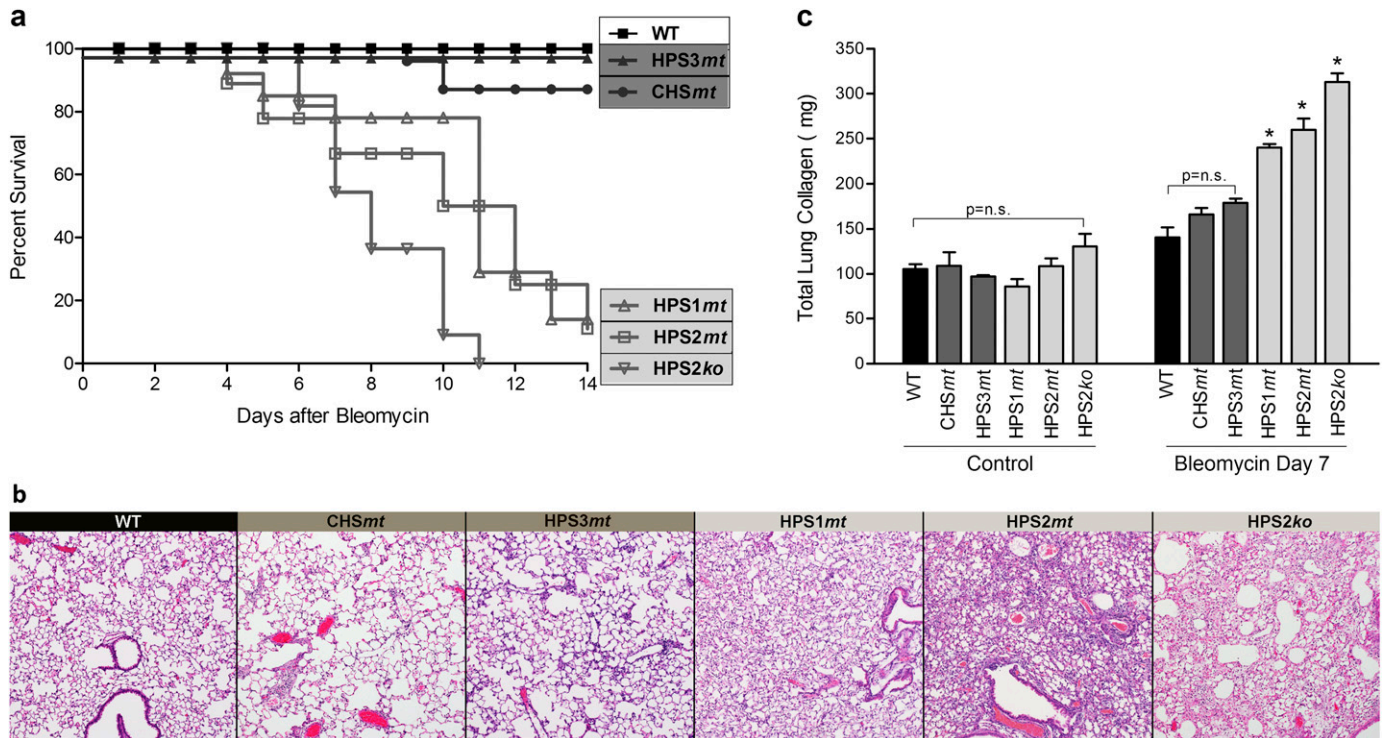 a
WT
HPS3mt
CHSmt
100
80
60
40
20
0
Percent Survival
HPS1mt
HPS2mt
HPS2ko
0 2 4 6 8 10 12 14
Days after Bleomycin
c
350
300
250
200
150
100
50
0
Total Lung Collagen ( mg)
p=n.s.
p=n.s.
* * *
WT CHSmt HPS3mt HPS1mt HPS2mt HPS2ko
WT CHSmt HPS3mt HPS1mt HPS2mt HPS2ko
Control Bleomycin Day 7
b
WT CHSmt HPS3mt HPS1mt HPS2mt HPS2ko